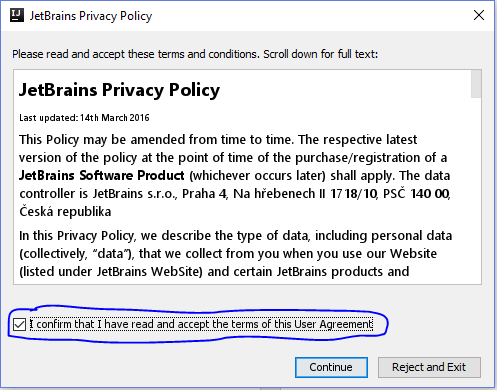 JetBrains Privacy Policy
Please read and accept these terms and conditions. Scroll down for full text:
JetBrains Privacy Policy
Last updated: 14th March 2016
This Policy may be amended from time to time. The respective latest
version of the policy at the point of time of the purchase/registration of a
JetBrains Software Product (whichever occurs later) shall apply. The data
controller is JetBrains s.r.o., Praha 4, Na hřebenech II 1718/10, PSČ 140 00,
Česká republika
In this Privacy Policy, we describe the type of data, including personal data
(collectively, “data”), that we collect from you when you use our Website
(listed under JetBrains WebSite) and certain JetBrains products and
I confirm that I have read and accept the terms of this User Agreement
Continue
Reject and Exit